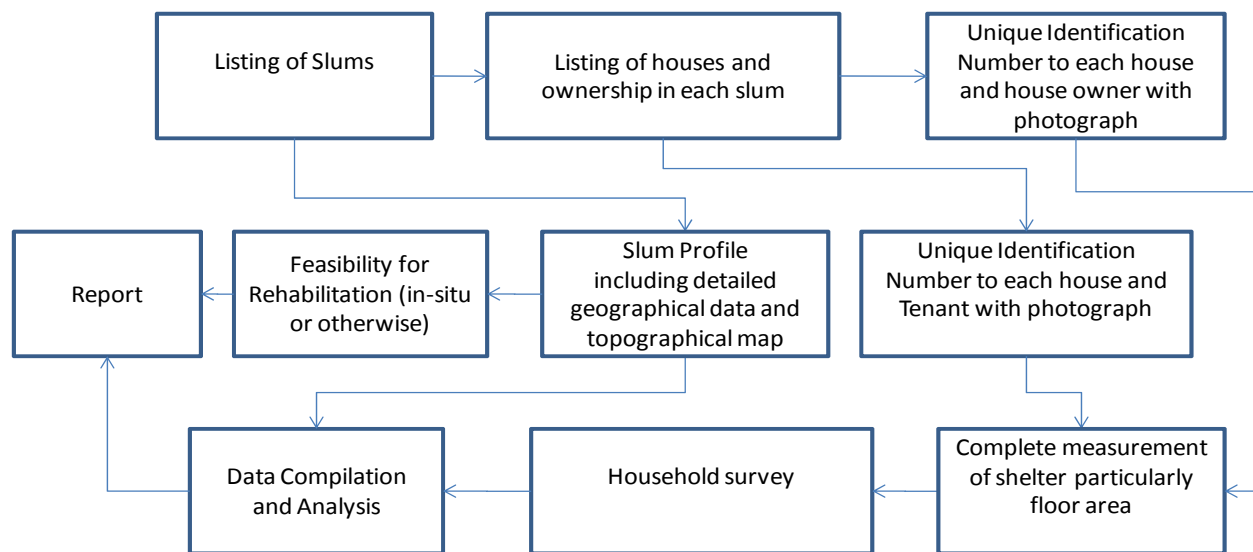 Listing of Slums
Listing of houses and
ownership in each slum
Unique Identification
Number to each house
and house owner with
photograph
Report
Feasibility for
Rehabilitation (in-situ
or otherwise)
Slum Profile
including detailed
geographical data and
topographical map
Unique Identification
Number to each house and
Tenant with photograph
Data Compilation
and Analysis
Household survey
Complete measurement
of shelter particularly
floor area